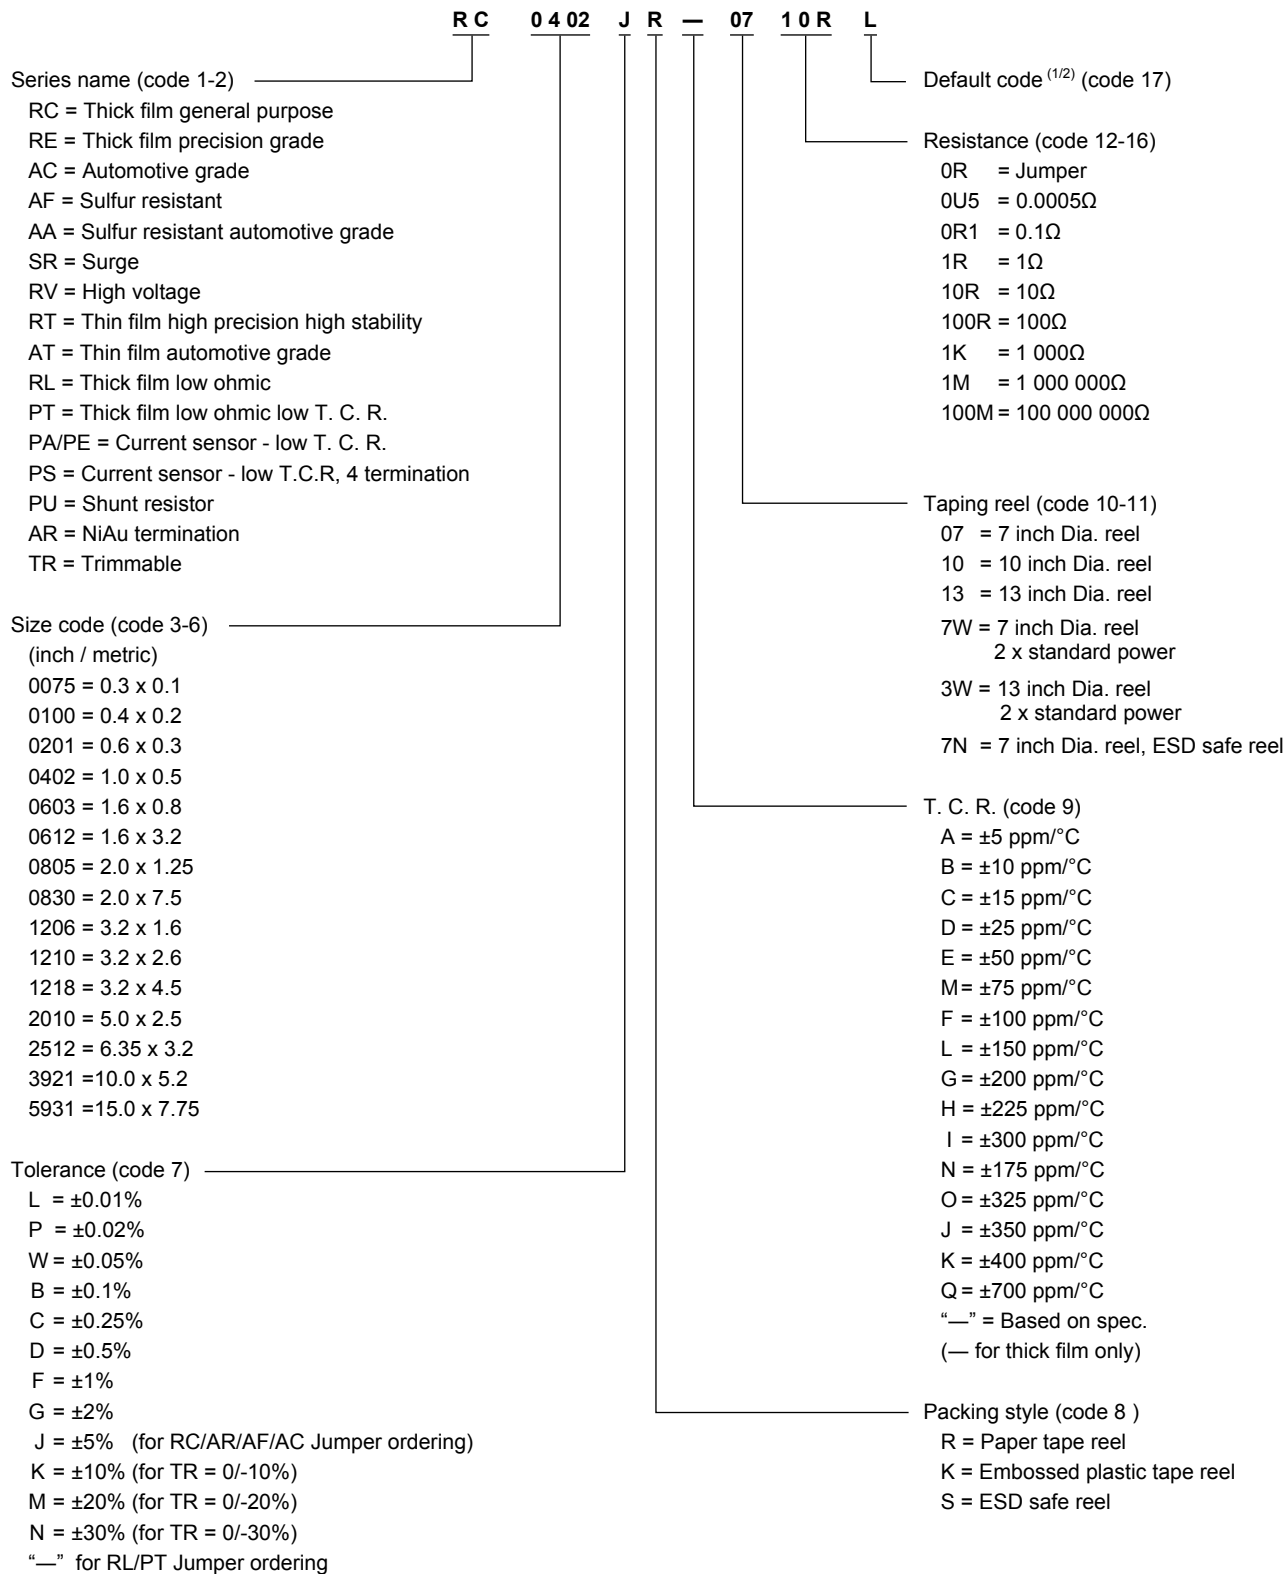 RC 0402 J R — 07 10R L
Series name (code 1-2)
RC = Thick film general purpose
RE = Thick film precision grade
AC = Automotive grade
AF = Sulfur resistant
AA = Sulfur resistant automotive grade
SR = Surge
RV = High voltage
RT = Thin film high precision high stability
AT = Thin film automotive grade
RL = Thick film low ohmic
PT = Thick film low ohmic low T. C. R.
PA/PE = Current sensor - low T. C. R.
PS = Current sensor - low T.C.R, 4 termination
PU = Shunt resistor
AR = NiAu termination
TR = Trimmable
Size code (code 3-6)
(inch / metric)
0075 = 0.3 x 0.1
0100 = 0.4 x 0.2
0201 = 0.6 x 0.3
0402 = 1.0 x 0.5
0603 = 1.6 x 0.8
0612 = 1.6 x 3.2
0805 = 2.0 x 1.25
0830 = 2.0 x 7.5
1206 = 3.2 x 1.6
1210 = 3.2 x 2.6
1218 = 3.2 x 4.5
2010 = 5.0 x 2.5
2512 = 6.35 x 3.2
3921 =10.0 x 5.2
5931 =15.0 x 7.75
Tolerance (code 7)
L = ±0.01%
P = ±0.02%
W = ±0.05%
B = ±0.1%
C = ±0.25%
D = ±0.5%
F = ±1%
G = ±2%
J = ±5% (for RC/AR/AF/AC Jumper ordering)
K = ±10% (for TR = 0/-10%)
M = ±20% (for TR = 0/-20%)
N = ±30% (for TR = 0/-30%)
“—” for RL/PT Jumper ordering
Default code (1/2) (code 17)
Resistance (code 12-16)
0R = Jumper
0U5 = 0.0005Ω
0R1 = 0.1Ω
1R = 1Ω
10R = 10Ω
100R = 100Ω
1K = 1 000Ω
1M = 1 000 000Ω
100M = 100 000 000Ω
Taping reel (code 10-11)
07 = 7 inch Dia. reel
10 = 10 inch Dia. reel
13 = 13 inch Dia. reel
7W = 7 inch Dia. reel
2 x standard power
3W = 13 inch Dia. reel
2 x standard power
7N = 7 inch Dia. reel, ESD safe reel
T. C. R. (code 9)
A = ±5 ppm/°C
B = ±10 ppm/°C
C = ±15 ppm/°C
D = ±25 ppm/°C
E = ±50 ppm/°C
M = ±75 ppm/°C
F = ±100 ppm/°C
L = ±150 ppm/°C
G = ±200 ppm/°C
H = ±225 ppm/°C
I = ±300 ppm/°C
N = ±175 ppm/°C
O = ±325 ppm/°C
J = ±350 ppm/°C
K = ±400 ppm/°C
Q = ±700 ppm/°C
“—” = Based on spec.
(— for thick film only)
Packing style (code 8 )
R = Paper tape reel
K = Embossed plastic tape reel
S = ESD safe reel